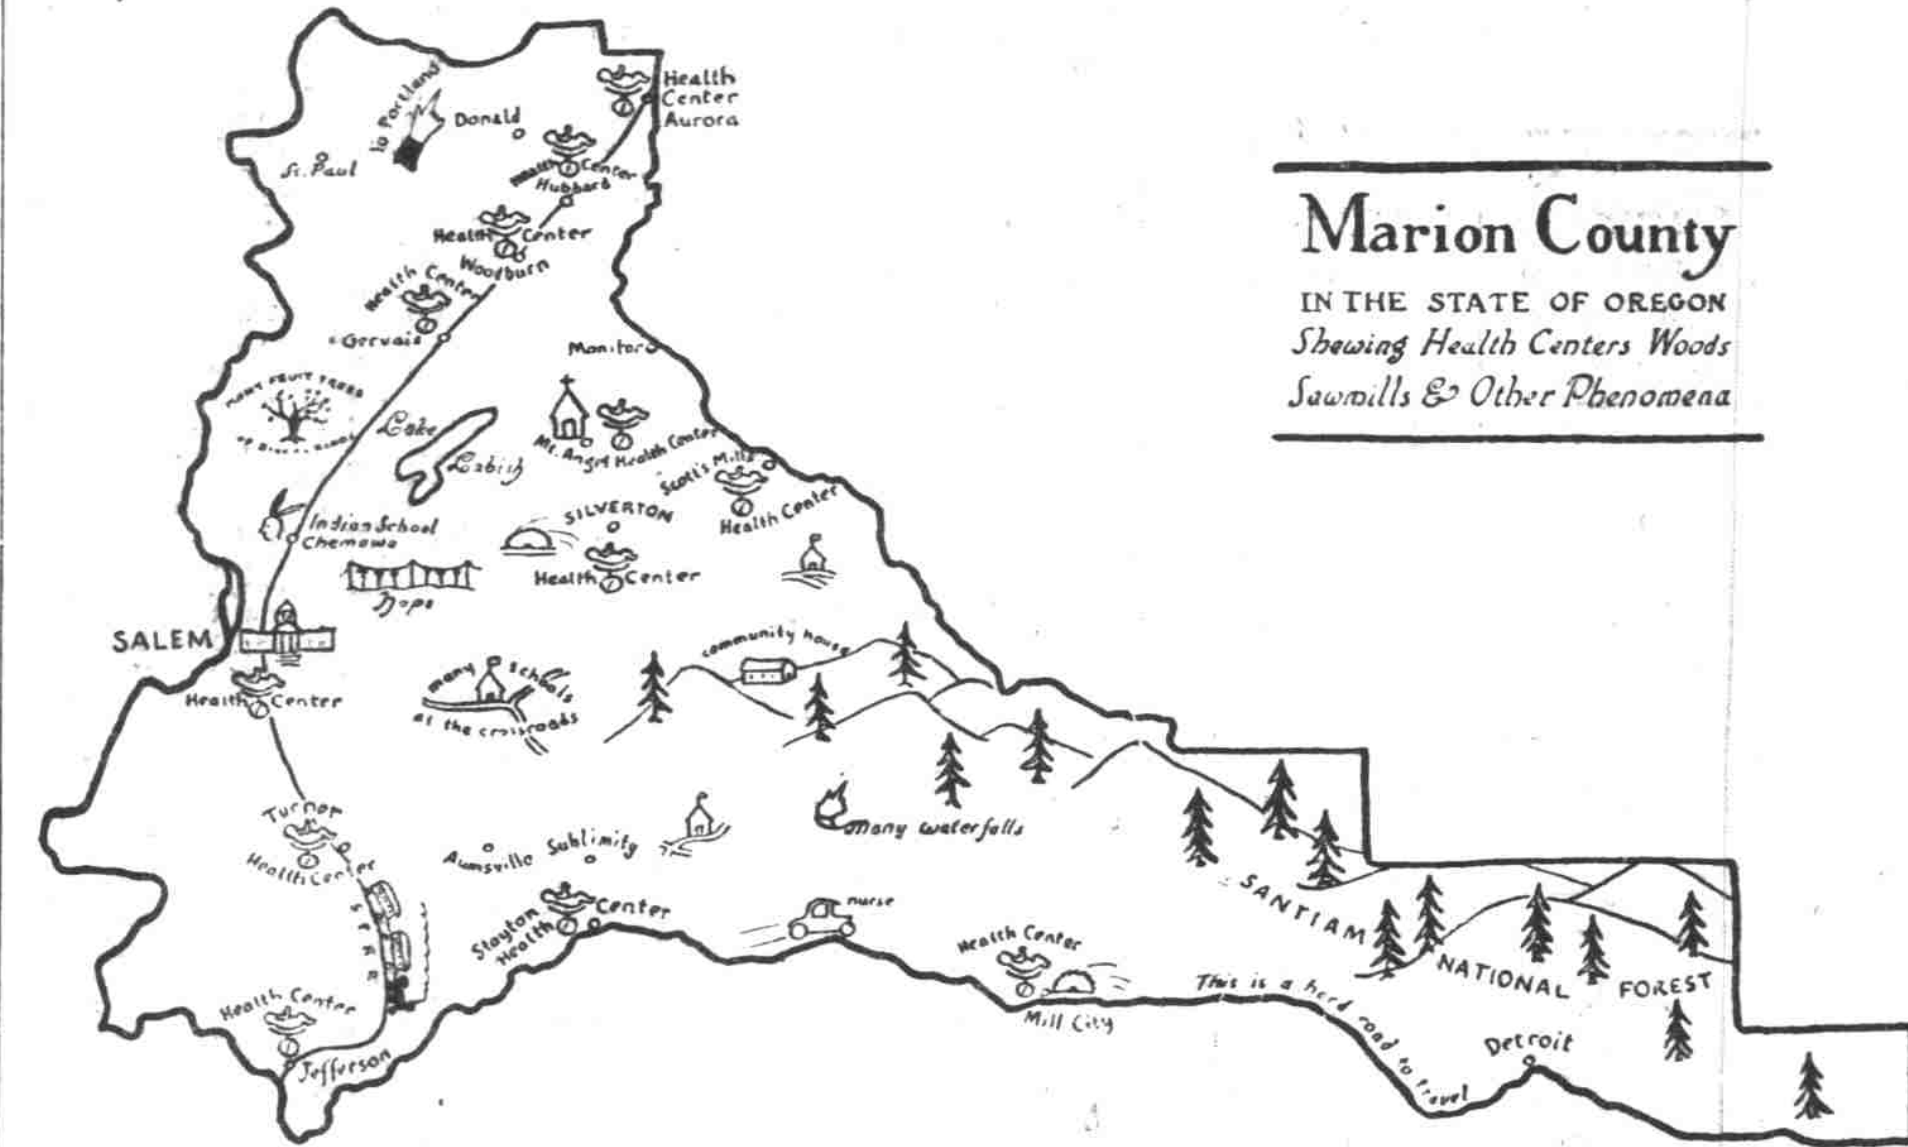 Marion County
IN THE STATE OF OREGON
Shewing Health Centers Woods
Sawmills & Other Phenomena
To Portland
Donald
St. Paul
Health
Center
Aurora
Health Center
Hubbard
Health Center
Woodburn
Health Center
Gervais
Monitor
MANY FRUIT TREES
Lake
Labish
Mt. Angel Health Center
Scott's Mills
Health Center
Indian School
Chemawa
SILVERTON
Health Center
Hops
SALEM
Health Center
many schools
at the crossroads
community house
Turner
Health Center
Aumsville
Sublimity
many waterfalls
Stayton
Health Center
nurse
Health Center
Mill City
This is a hard road to travel
SANTIAM
NATIONAL FOREST
Detroit
Health Center
Jefferson